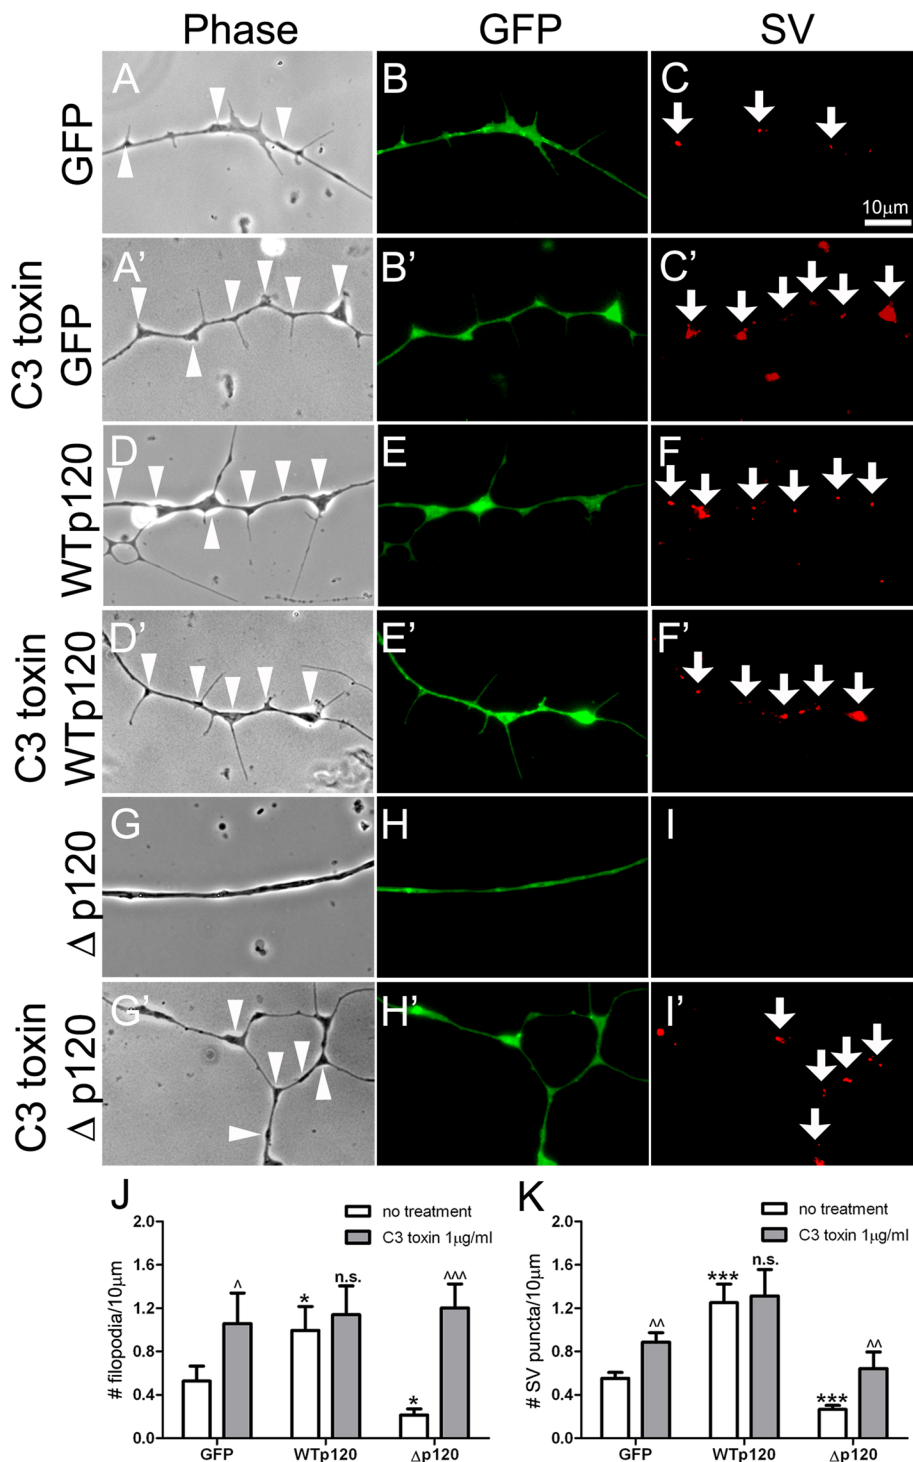 Phase GFP SV
GFP
A B C
10μm
C3 toxin
GFP
A' B' C'
WTp120
D E F
C3 toxin
WTp120
D' E' F'
Δ p120
G H I
C3 toxin
Δ p120
G' H' I'
J
no treatment
C3 toxin 1μg/ml
# filopodia/10μm
2.0
1.6
1.2
0.8
0.4
0.0
^
*
n.s.
*
^^^
GFP WTp120 Δp120
K
no treatment
C3 toxin 1μg/ml
# SV puncta/10μm
2.0
1.6
1.2
0.8
0.4
0.0
^^
***
n.s.
***
^^
GFP WTp120 Δp120